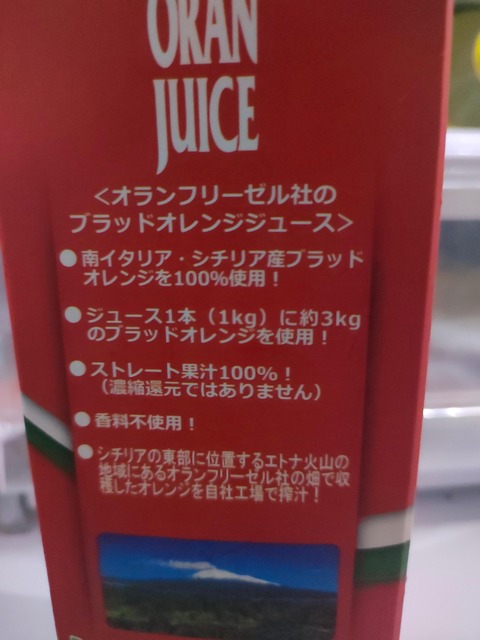 ORAN
JUICE
<オランフリーゼル社の
ブラッドオレンジジュース>
●南イタリア・シチリア産ブラッド
オレンジを100%使用！
●ジュース1本（1kg）に約3kg
のブラッドオレンジを使用！
●ストレート果汁100%！
（濃縮還元ではありません）
●香料不使用！
●シチリアの東部に位置するエトナ火山の
地域にあるオランフリーゼル社の畑で収
穫したオレンジを自社工場で搾汁！